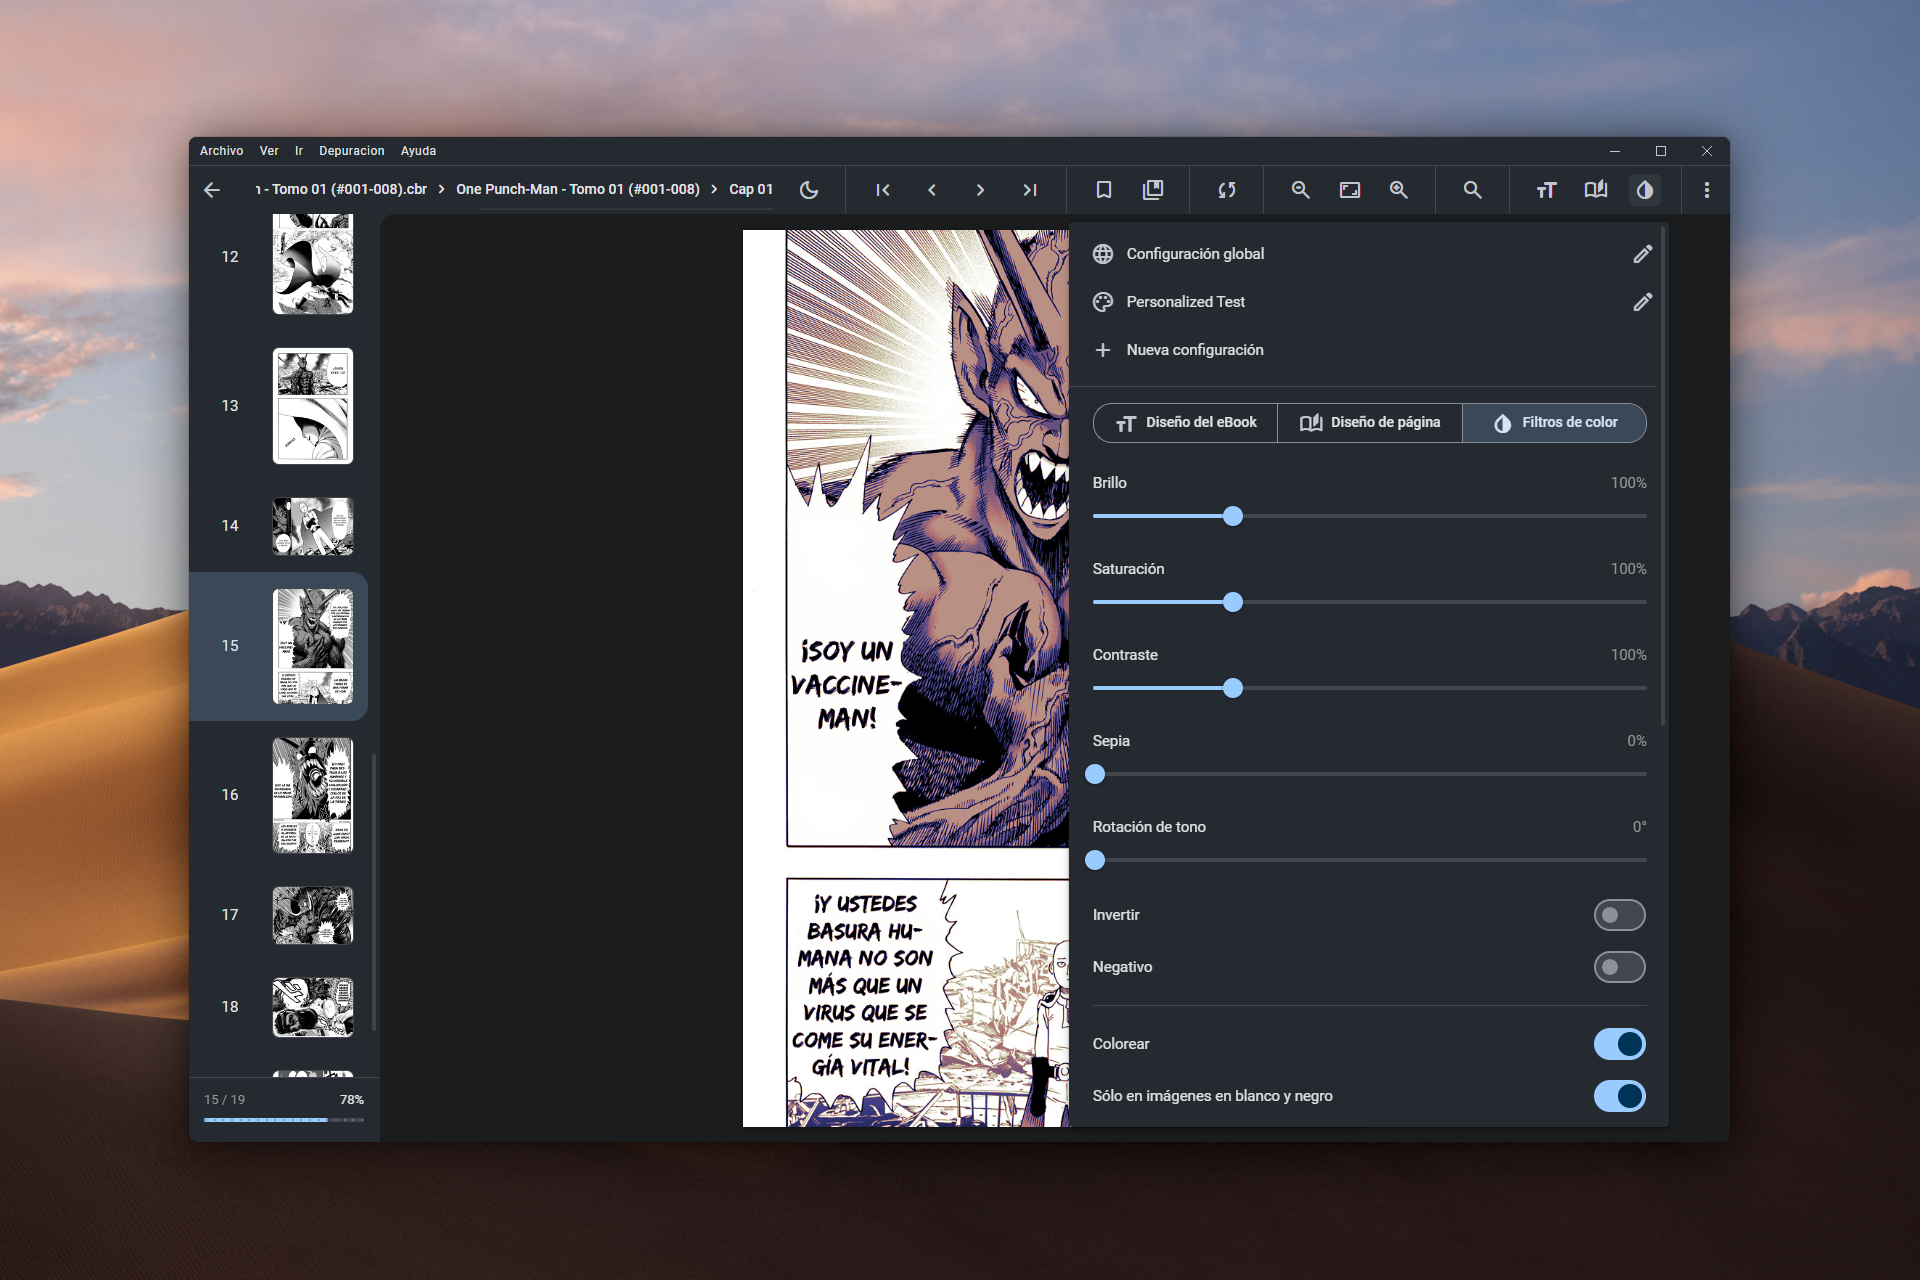 Archivo Ver Ir Depuracion Ayuda
- Tomo 01 (#001-008).cbr > One Punch-Man - Tomo 01 (#001-008) > Cap 01
12
13
14
15
16
17
18
15 / 19 78%
¡SOY UN
VACCINE-
MAN!
¡Y USTEDES
BASURA HU-
MANA NO SON
MÁS QUE UN
VIRUS QUE SE
COME SU ENER-
GÍA VITAL!
Configuración global
Personalized Test
Nueva configuración
Diseño del eBook Diseño de página Filtros de color
Brillo 100%
Saturación 100%
Contraste 100%
Sepia 0%
Rotación de tono 0°
Invertir
Negativo
Colorear
Sólo en imágenes en blanco y negro